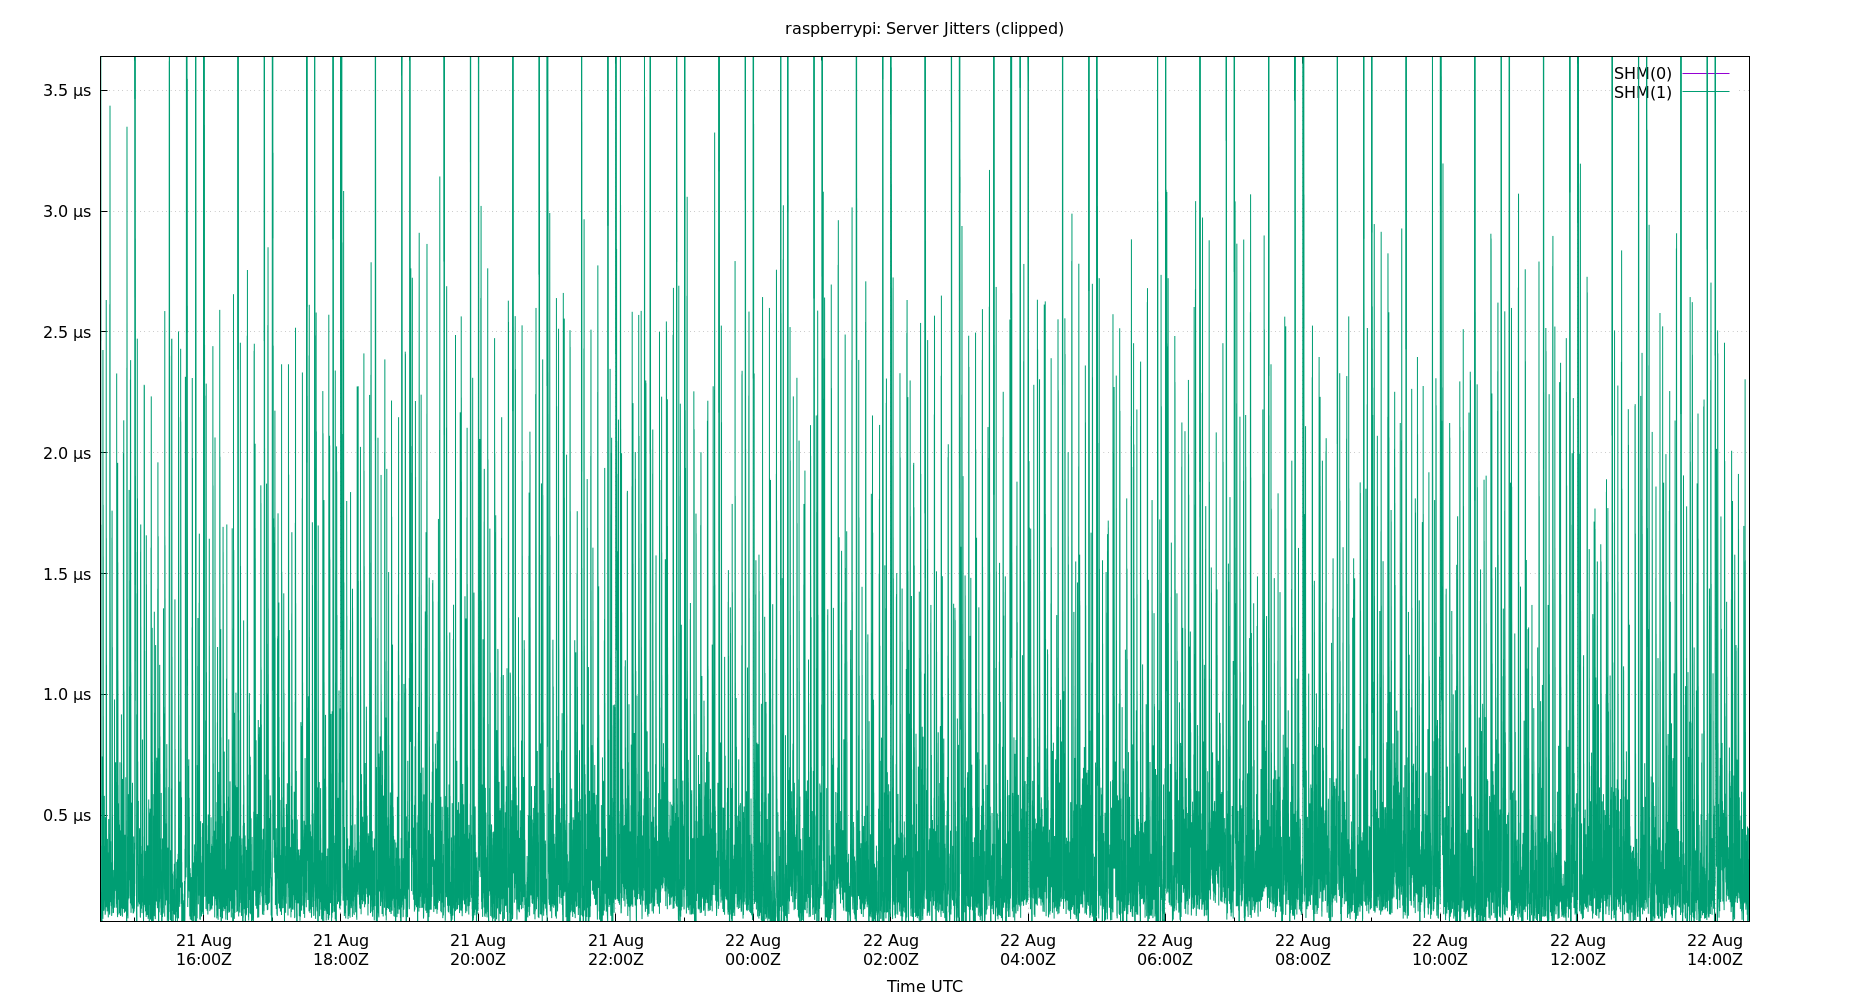 raspberrypi: Server Jitters (clipped)
SHM(0)
SHM(1)
3.5 µs
3.0 µs
2.5 µs
2.0 µs
1.5 µs
1.0 µs
0.5 µs
21 Aug 21 Aug 21 Aug 21 Aug 22 Aug 22 Aug 22 Aug 22 Aug 22 Aug 22 Aug 22 Aug 22 Aug
16:00Z 18:00Z 20:00Z 22:00Z 00:00Z 02:00Z 04:00Z 06:00Z 08:00Z 10:00Z 12:00Z 14:00Z
Time UTC